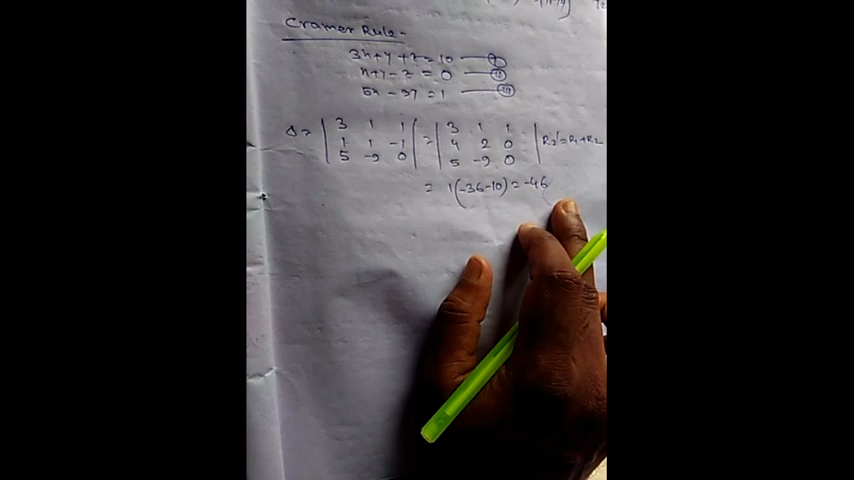 Cramer Rule -
3x+y+z=10 — (I)
x+y-z=0 — (II)
5x-9y=1 — (III)
Δ= | 3 1 1 | = | 3 1 1 |
| 1 1 -1 | | 4 2 0 | R2'=R1+R2
| 5 -9 0 | | 5 -9 0 |
= 1(-36-10)=-46